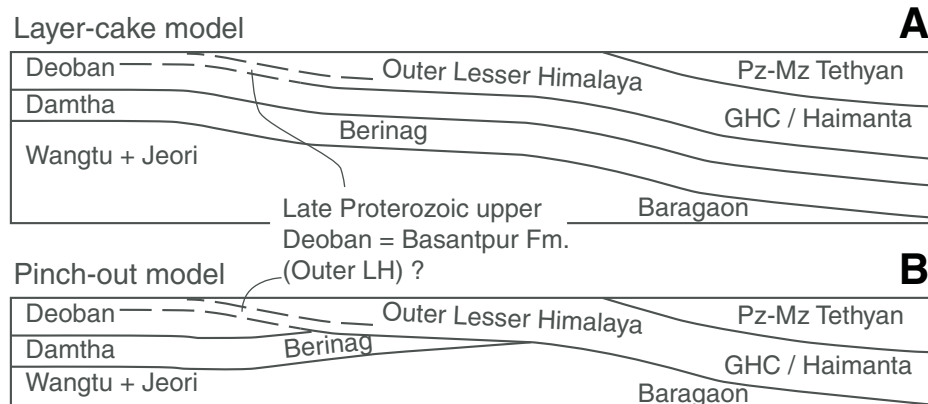 Layer-cake model
A
Deoban
Outer Lesser Himalaya
Pz-Mz Tethyan
Damtha
Berinag
GHC / Haimanta
Wangtu + Jeori
Baragaon
Late Proterozoic upper
Deoban = Basantpur Fm.
(Outer LH) ?
Pinch-out model
B
Deoban
Outer Lesser Himalaya
Pz-Mz Tethyan
Damtha
Berinag
GHC / Haimanta
Wangtu + Jeori
Baragaon